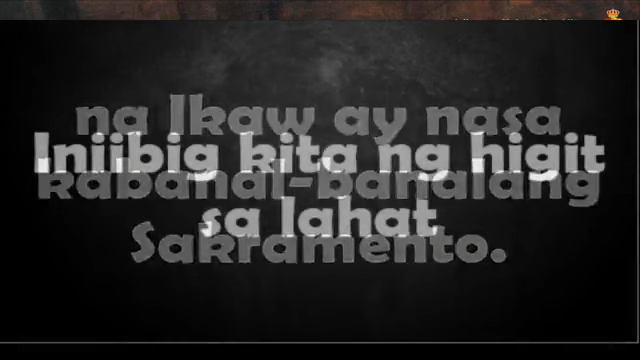 na Ikaw ay nasa
Iniibig kita ng higit
kabanal-banalang
sa lahat
Sakramento.